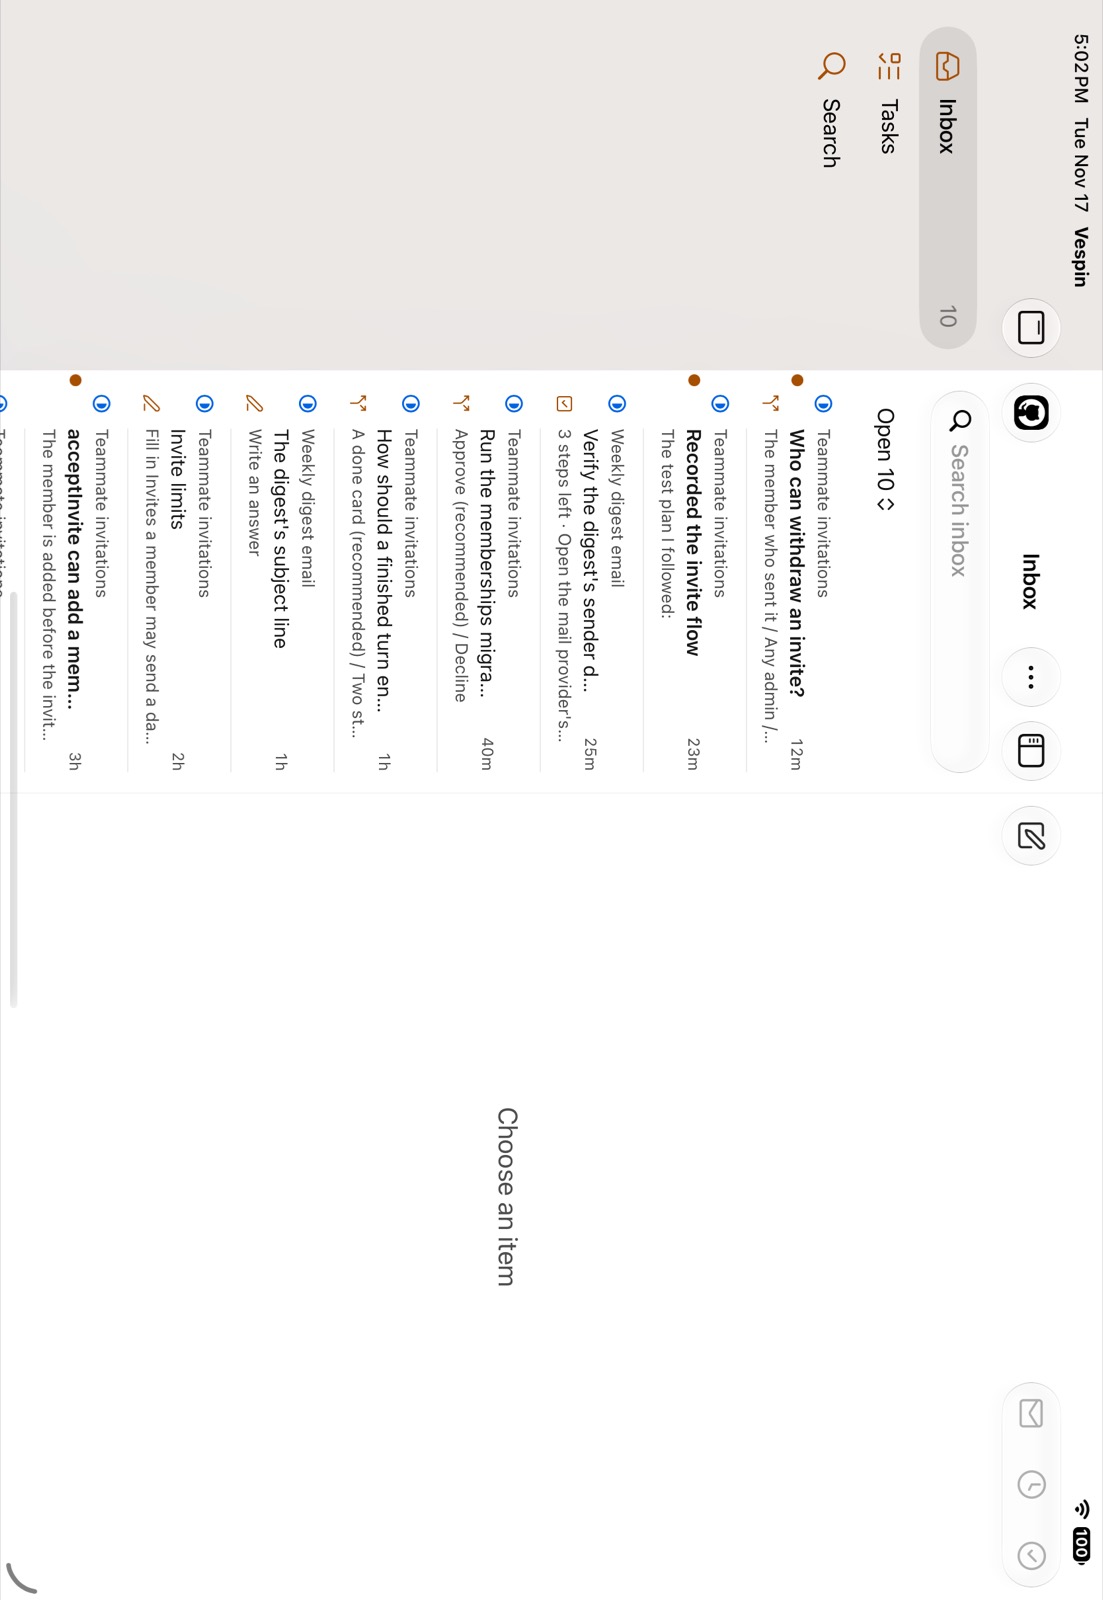 5:02 PM Tue Nov 17 Vespin
100
Inbox
Inbox 10
Tasks
Search
Search inbox
Open 10
Teammate invitations
Who can withdraw an invite? 12m
The member who sent it / Any admin /...
Teammate invitations
Recorded the invite flow 23m
The test plan I followed:
Weekly digest email
Verify the digest's sender d... 25m
3 steps left · Open the mail provider's...
Teammate invitations
Run the memberships migra... 40m
Approve (recommended) / Decline
Teammate invitations
How should a finished turn en... 1h
A done card (recommended) / Two st...
Weekly digest email
The digest's subject line 1h
Write an answer
Teammate invitations
Invite limits 2h
Fill in Invites a member may send a da...
Teammate invitations
acceptInvite can add a mem... 3h
The member is added before the invit...
Teammate invitations
Choose an item